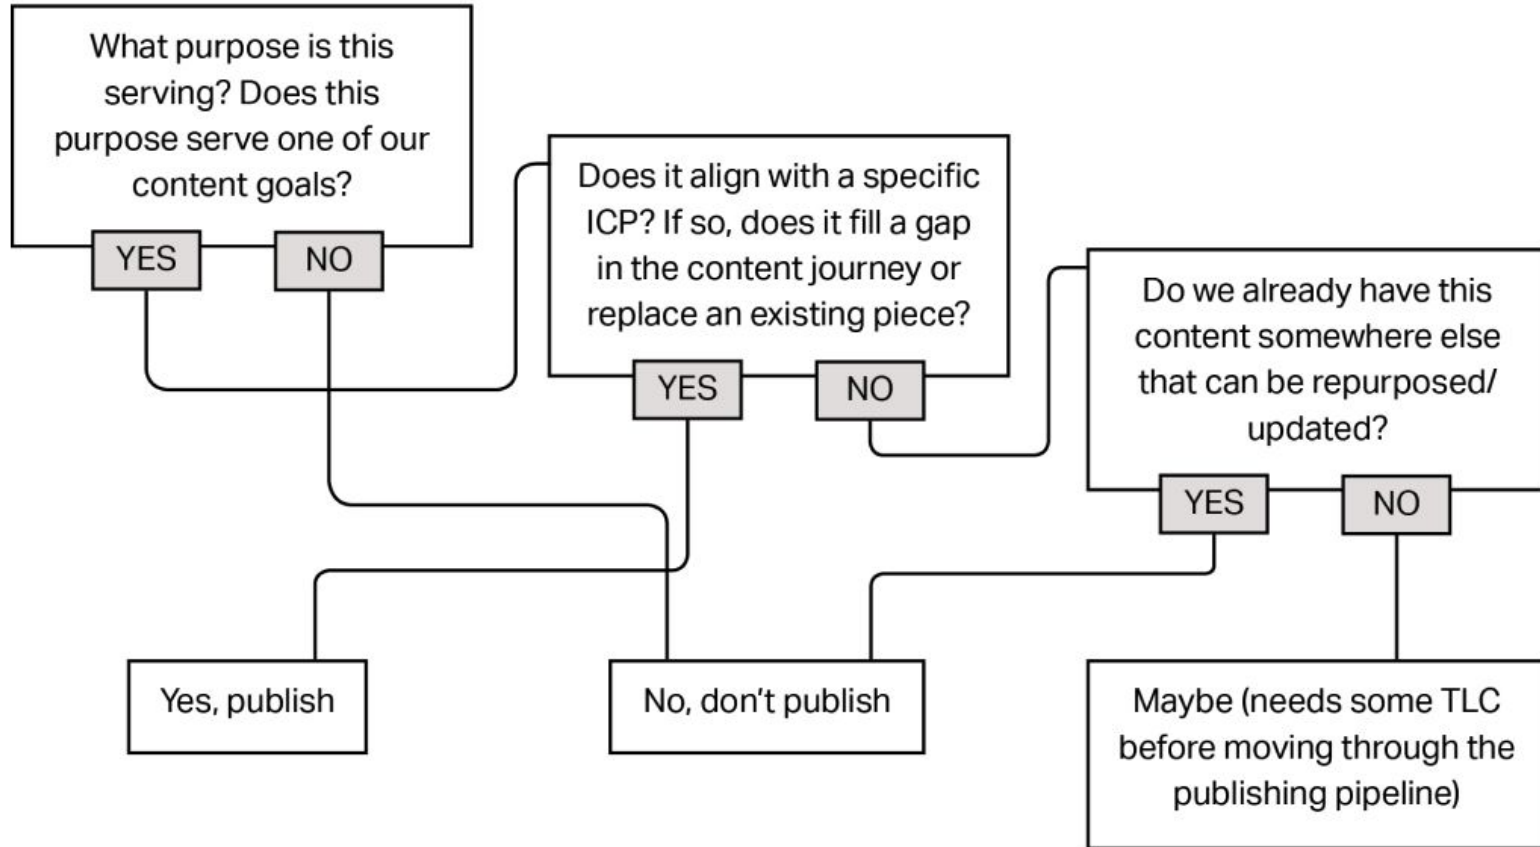 What purpose is this
serving? Does this
purpose serve one of our
content goals?
YES
NO
Does it align with a specific
ICP? If so, does it fill a gap
in the content journey or
replace an existing piece?
YES
NO
Do we already have this
content somewhere else
that can be repurposed/
updated?
YES
NO
Yes, publish
No, don't publish
Maybe (needs some TLC
before moving through the
publishing pipeline)